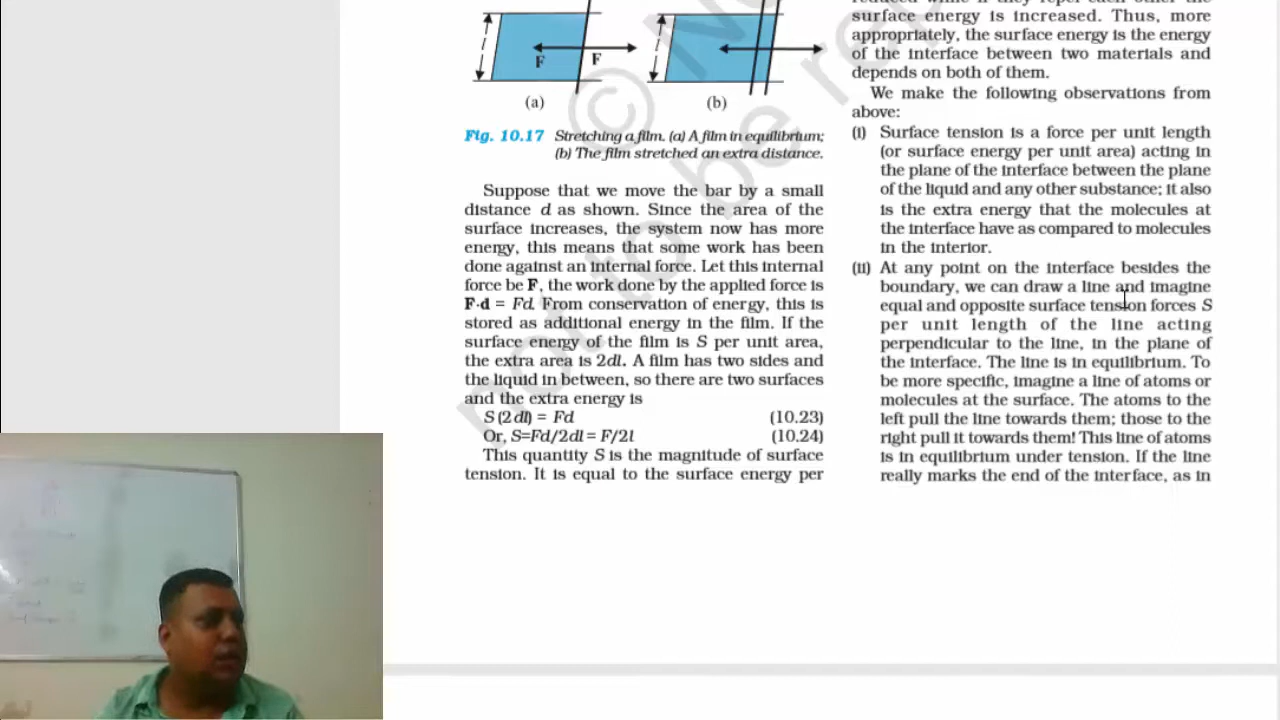 F
F
(a)
(b)
Fig. 10.17 Stretching a film. (a) A film in equilibrium;
(b) The film stretched an extra distance.
Suppose that we move the bar by a small
distance d as shown. Since the area of the
surface increases, the system now has more
energy, this means that some work has been
done against an internal force. Let this internal
force be F, the work done by the applied force is
F·d = Fd. From conservation of energy, this is
stored as additional energy in the film. If the
surface energy of the film is S per unit area,
the extra area is 2dl. A film has two sides and
the liquid in between, so there are two surfaces
and the extra energy is
S (2dl) = Fd (10.23)
Or, S=Fd/2dl = F/2l (10.24)
This quantity S is the magnitude of surface
tension. It is equal to the surface energy per
surface energy is increased. Thus, more
appropriately, the surface energy is the energy
of the interface between two materials and
depends on both of them.
We make the following observations from
above:
(i) Surface tension is a force per unit length
(or surface energy per unit area) acting in
the plane of the interface between the plane
of the liquid and any other substance; it also
is the extra energy that the molecules at
the interface have as compared to molecules
in the interior.
(ii) At any point on the interface besides the
boundary, we can draw a line and imagine
equal and opposite surface tension forces S
per unit length of the line acting
perpendicular to the line, in the plane of
the interface. The line is in equilibrium. To
be more specific, imagine a line of atoms or
molecules at the surface. The atoms to the
left pull the line towards them; those to the
right pull it towards them! This line of atoms
is in equilibrium under tension. If the line
really marks the end of the interface, as in
not to be re